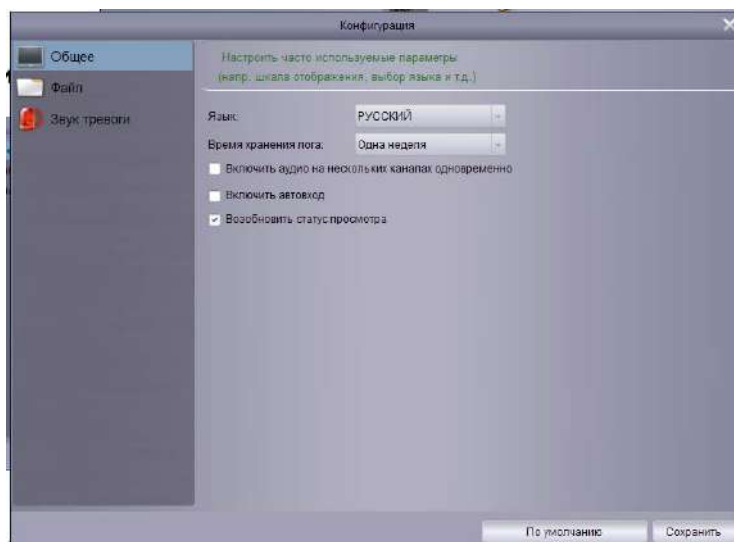 Конфигурация
Общее
Файл
Звук тревоги
Настроить часто используемые параметры
(напр. шкала отображения, выбор языка и т.д.)
Язык:
РУССКИЙ
Время хранения лога:
Одна неделя
Включить аудио на нескольких каналах одновременно
Включить автовход
Возобновить статус просмотра
По умолчанию
Сохранить